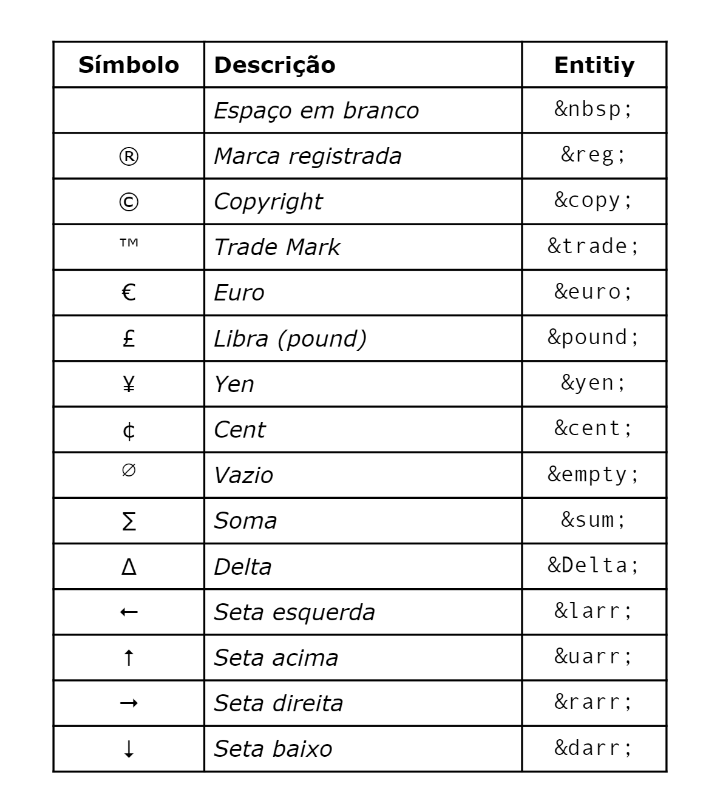 Símbolo Descrição Entitiy
Espaço em branco &nbsp;
® Marca registrada &reg;
© Copyright &copy;
™ Trade Mark &trade;
€ Euro &euro;
£ Libra (pound) &pound;
¥ Yen &yen;
¢ Cent &cent;
∅ Vazio &empty;
∑ Soma &sum;
Δ Delta &Delta;
← Seta esquerda &larr;
↑ Seta acima &uarr;
→ Seta direita &rarr;
↓ Seta baixo &darr;